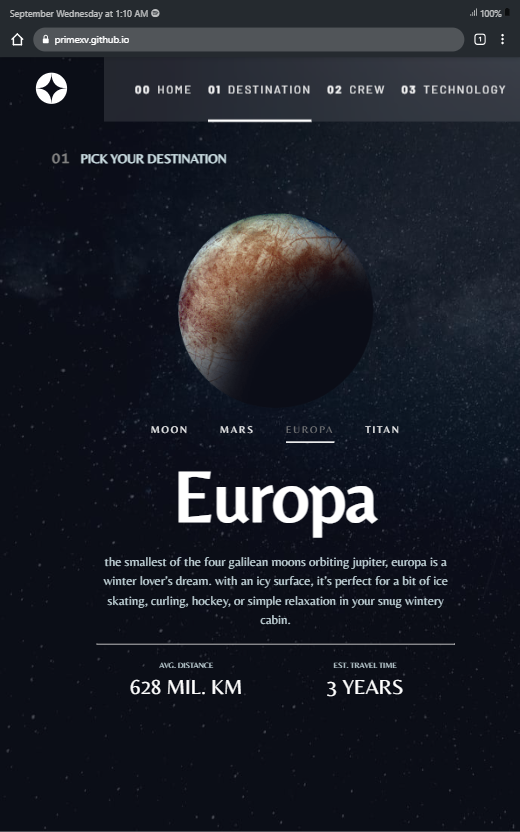 September Wednesday at 1:10 AM
100%
primexv.github.io
1
00 HOME 01 DESTINATION 02 CREW 03 TECHNOLOGY
01 PICK YOUR DESTINATION
MOON MARS EUROPA TITAN
Europa
the smallest of the four galilean moons orbiting jupiter, europa is a
winter lover's dream. with an icy surface, it's perfect for a bit of ice
skating, curling, hockey, or simple relaxation in your snug wintery
cabin.
AVG. DISTANCE
EST. TRAVEL TIME
628 MIL. KM
3 YEARS